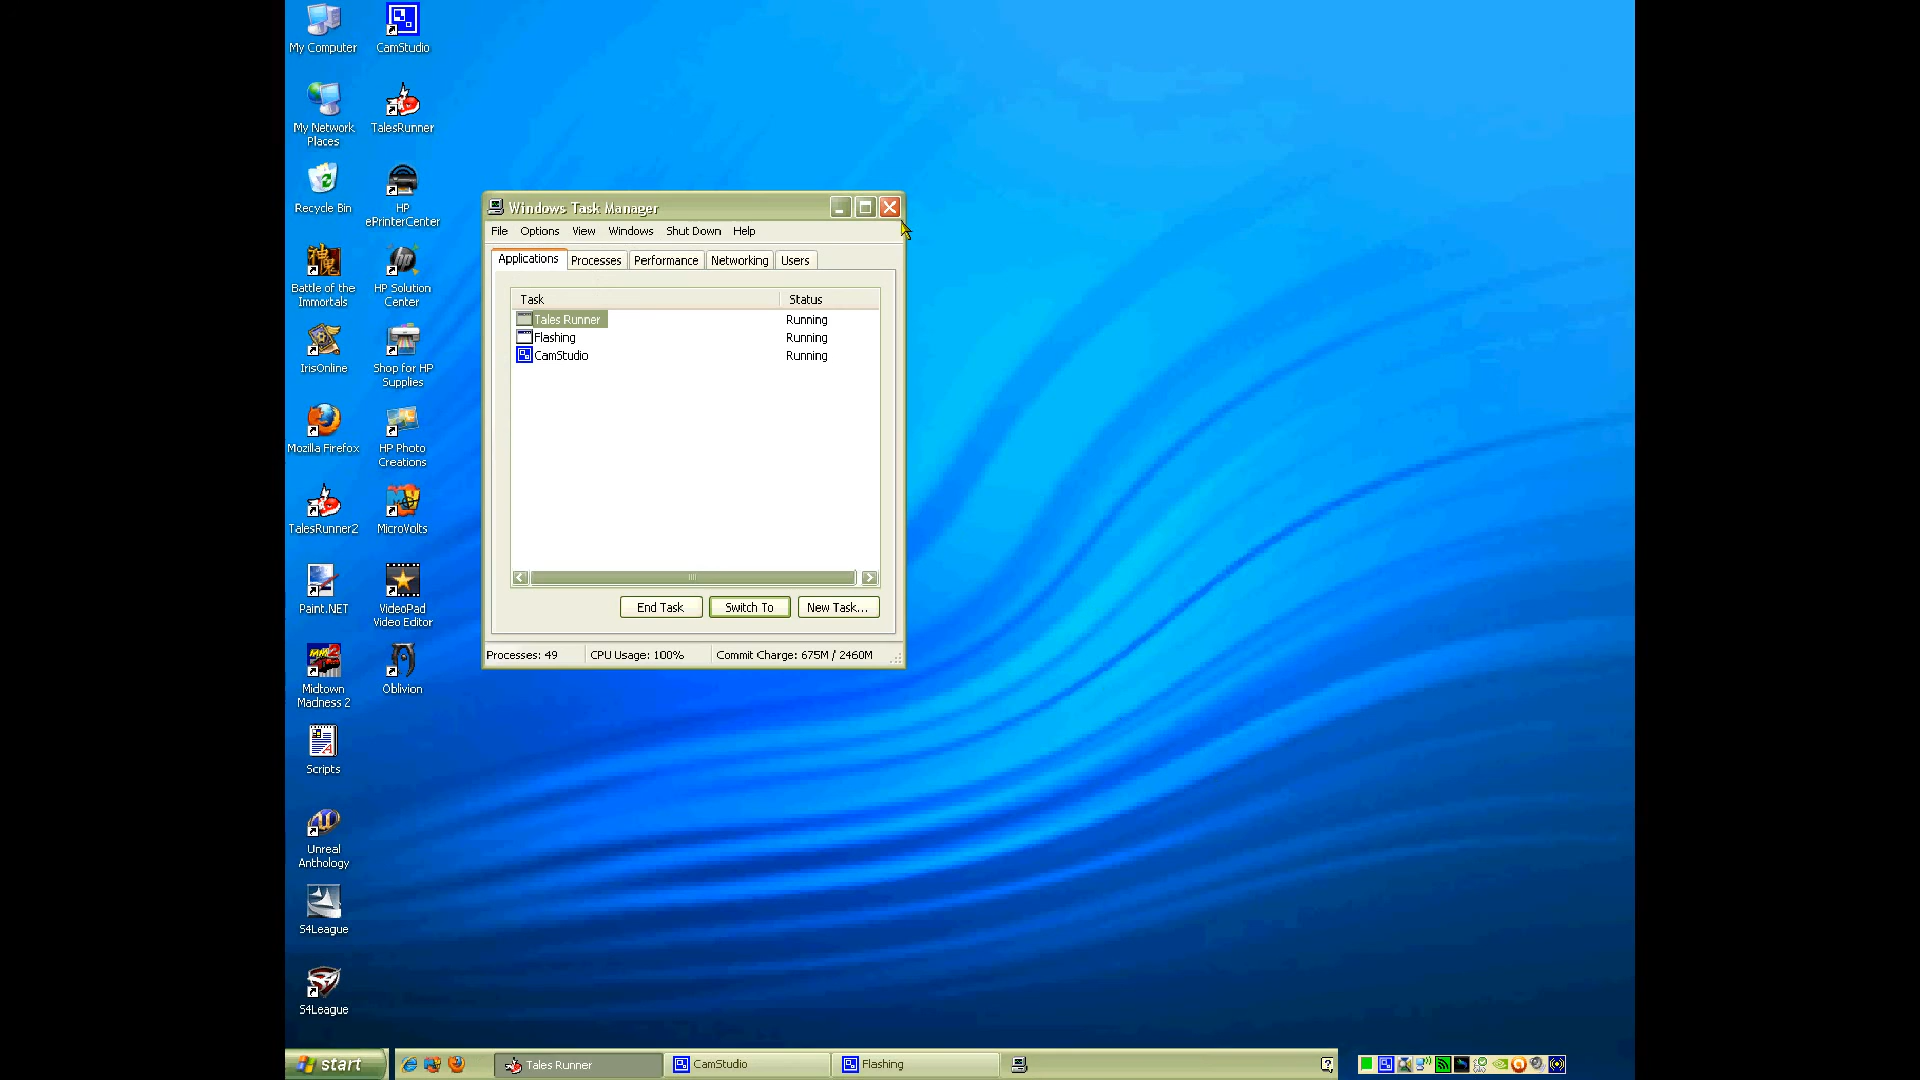 My Computer
CamStudio
My Network
Places
TalesRunner
Recycle Bin
HP
ePrinterCenter
Battle of the
Immortals
HP Solution
Center
IrisOnline
Shop for HP
Supplies
Mozilla Firefox
HP Photo
Creations
TalesRunner2
MicroVolts
Paint.NET
VideoPad
Video Editor
Midtown
Madness 2
Oblivion
Scripts
Unreal
Anthology
S4League
S4League
Windows Task Manager
File Options View Windows Shut Down Help
Applications Processes Performance Networking Users
Task Status
Tales Runner Running
Flashing Running
CamStudio Running
End Task Switch To New Task...
Processes: 49 CPU Usage: 100% Commit Charge: 675M / 2460M
start Tales Runner CamStudio Flashing